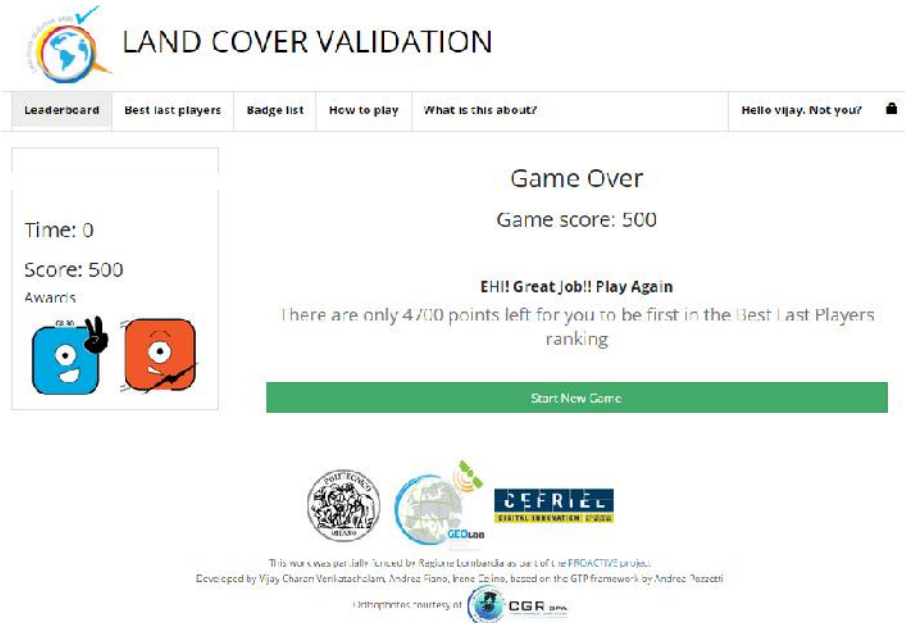 LAND COVER VALIDATION
Leaderboard Best last players Badge list How to play What is this about? Hello vijay. Not you?
Game Over
Game score: 500
Time: 0
Score: 500
Awards
EHI! Great Job!! Play Again
There are only 4700 points left for you to be first in the Best Last Players
ranking
Start New Game
POLITECNICO
MILANO
GEOLAB
CEFRIEL
DIGITAL INNOVATION
This work was partially funded by Regione Lombardia as part of the PROACTIVE project
Developed by Vijay Charan Venkatachalam, Andrea Fiano, Irene Celino, based on the GTP framework by Andrea Pozzetti
Orthophotos courtesy of CGR SPA